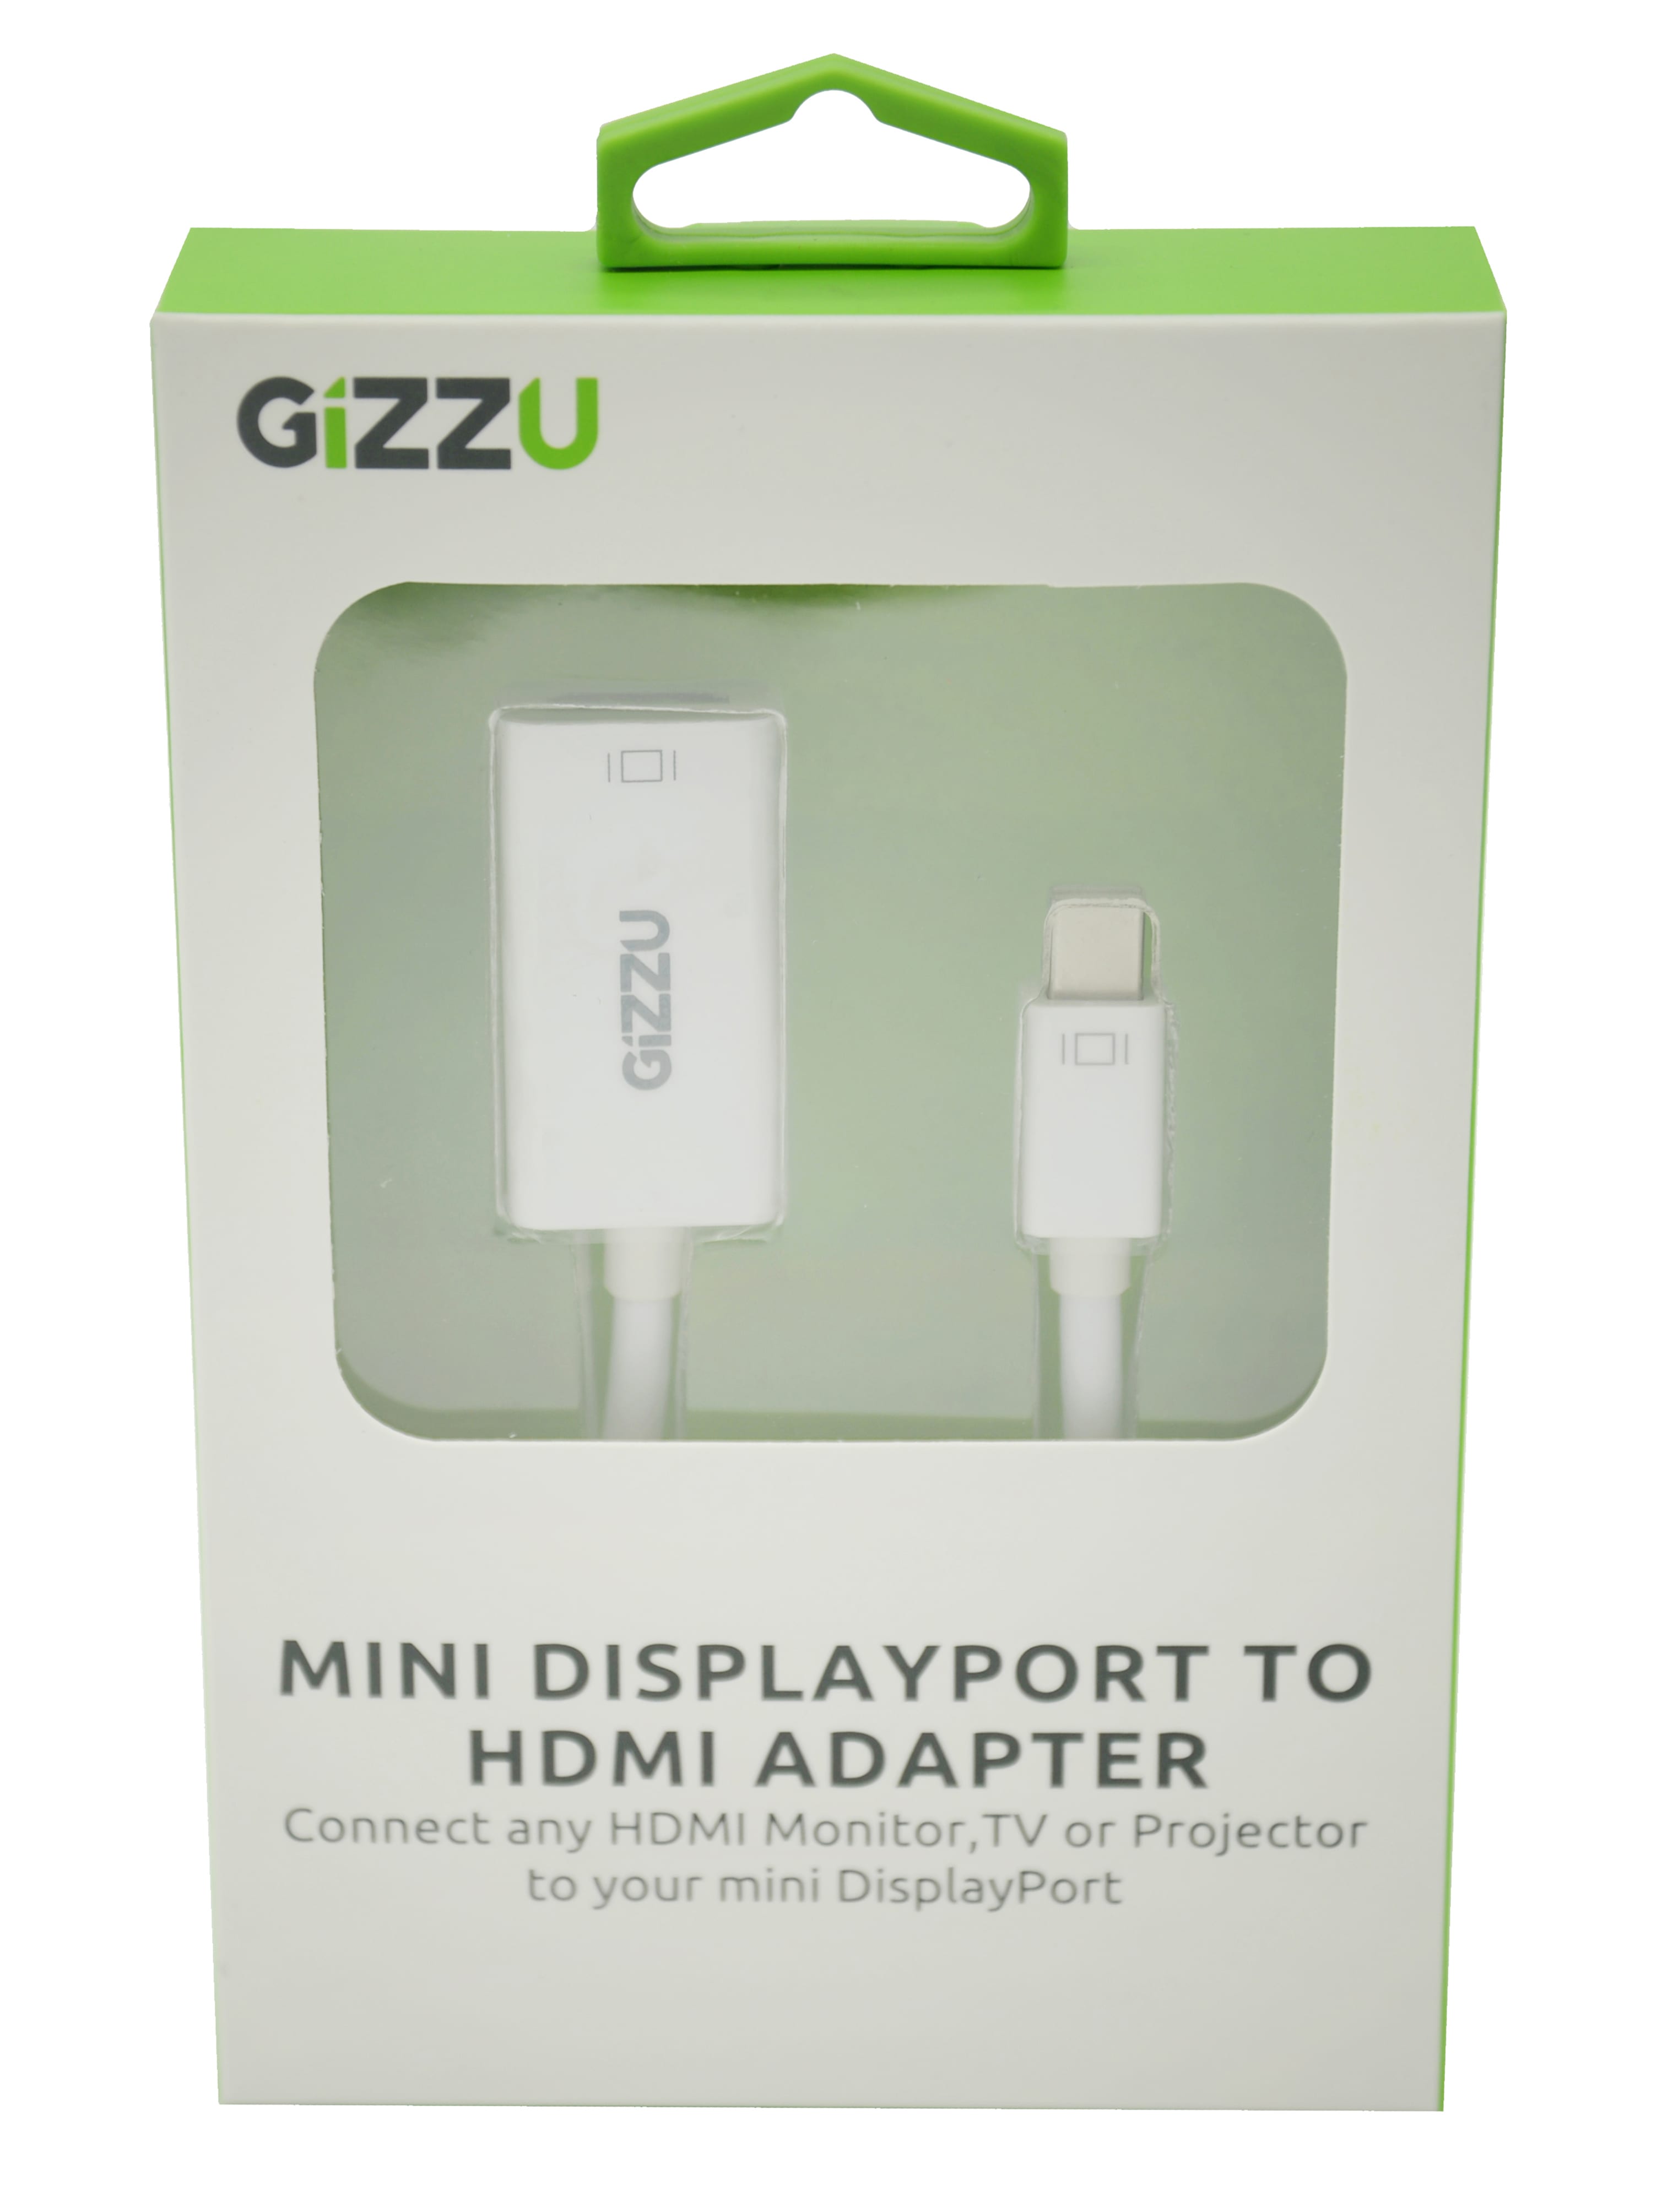 GiZZU
GiZZU
MINI DISPLAYPORT TO
HDMI ADAPTER
Connect any HDMI Monitor,TV or Projector
to your mini DisplayPort